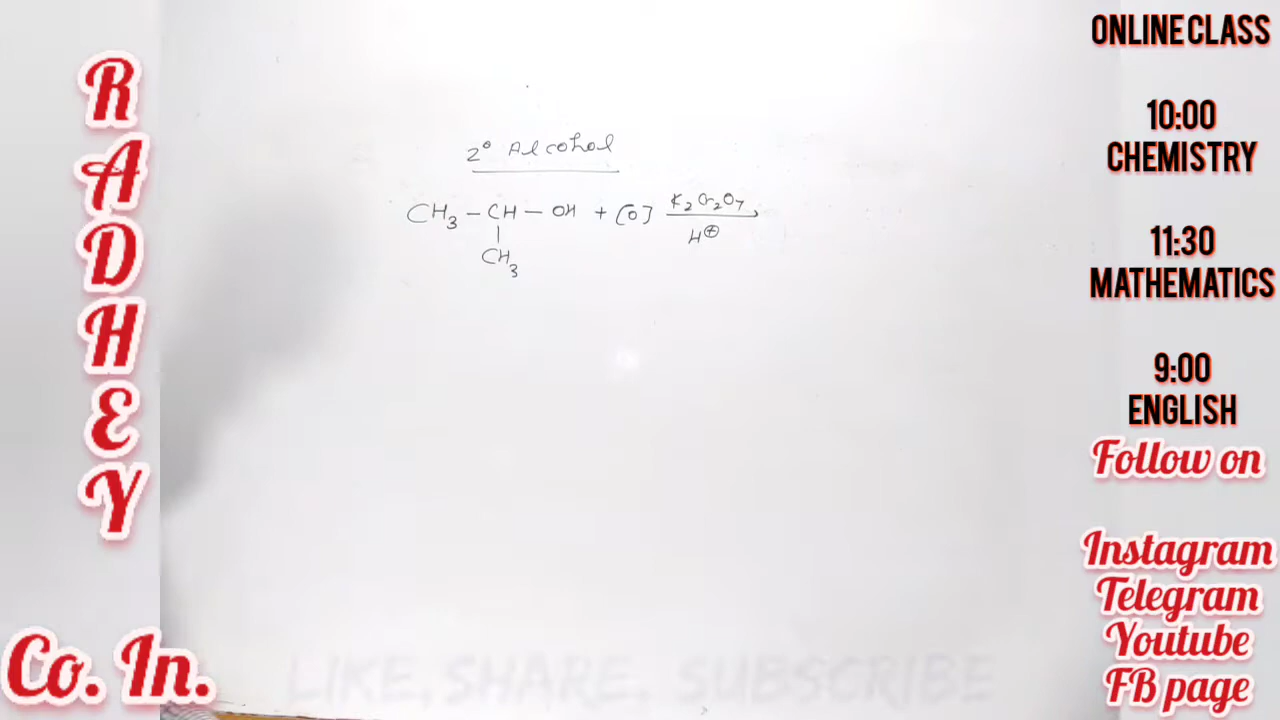 RADHEY
Co. In.
2° Alcohol
CH₃ – CH – OH + [O] K₂Cr₂O₇
H⊕
|
CH₃
ONLINE CLASS
10:00
CHEMISTRY
11:30
MATHEMATICS
9:00
ENGLISH
Follow on
Instagram
Telegram
Youtube
FB page
LIKE, SHARE, SUBSCRIBE